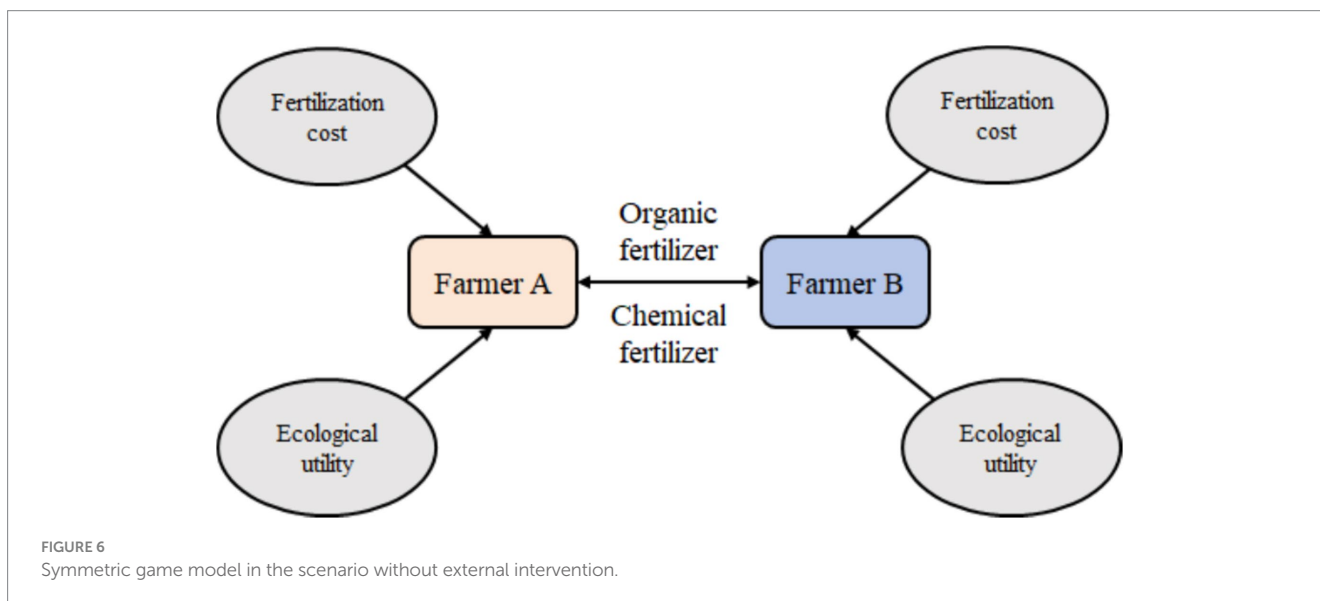 Fertilization
cost
Fertilization
cost
Organic
fertilizer
Farmer A
Farmer B
Chemical
fertilizer
Ecological
utility
Ecological
utility
FIGURE 6
Symmetric game model in the scenario without external intervention.